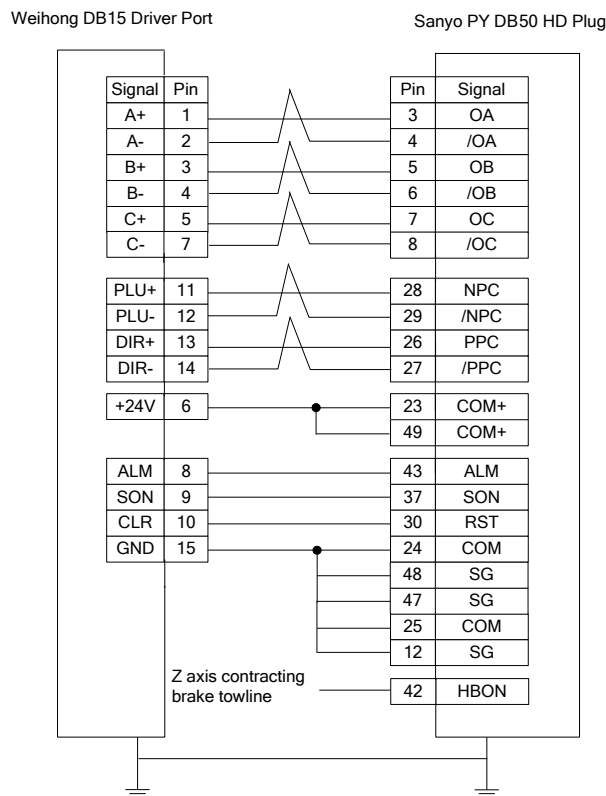 Weihong DB15 Driver Port Sanyo PY DB50 HD Plug
Signal Pin Pin Signal
A+ 1 3 OA
A- 2 4 /OA
B+ 3 5 OB
B- 4 6 /OB
C+ 5 7 OC
C- 7 8 /OC
PLU+ 11 28 NPC
PLU- 12 29 /NPC
DIR+ 13 26 PPC
DIR- 14 27 /PPC
+24V 6 23 COM+
49 COM+
ALM 8 43 ALM
SON 9 37 SON
CLR 10 30 RST
GND 15 24 COM
48 SG
47 SG
25 COM
12 SG
Z axis contracting
brake towline 42 HBON